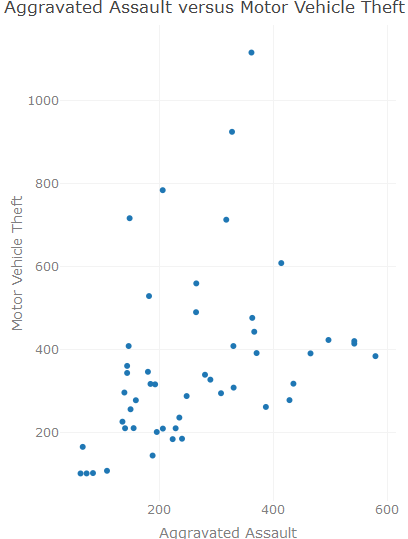 Aggravated Assault versus Motor Vehicle Theft
1000
800
600
400
200
Motor Vehicle Theft
200
400
600
Aggravated Assault